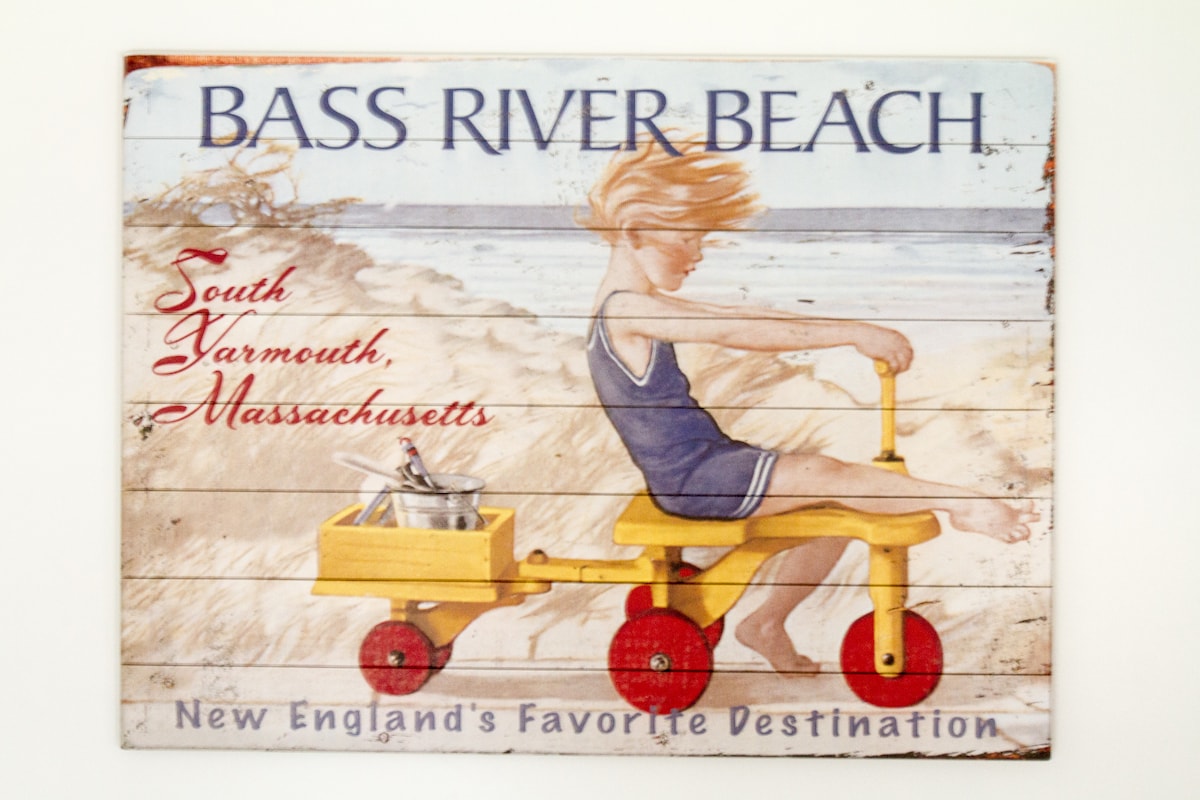 BASS RIVER BEACH
South
Yarmouth,
Massachusetts
New England's Favorite Destination